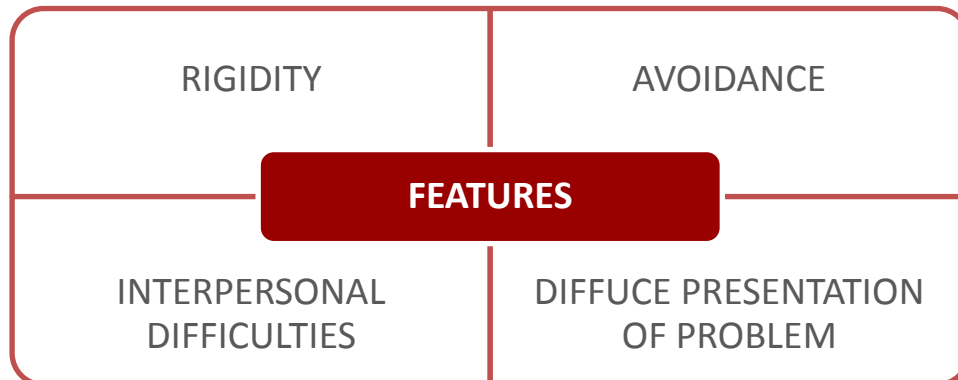 RIGIDITY
AVOIDANCE
FEATURES
INTERPERSONAL
DIFFICULTIES
DIFFUCE PRESENTATION
OF PROBLEM